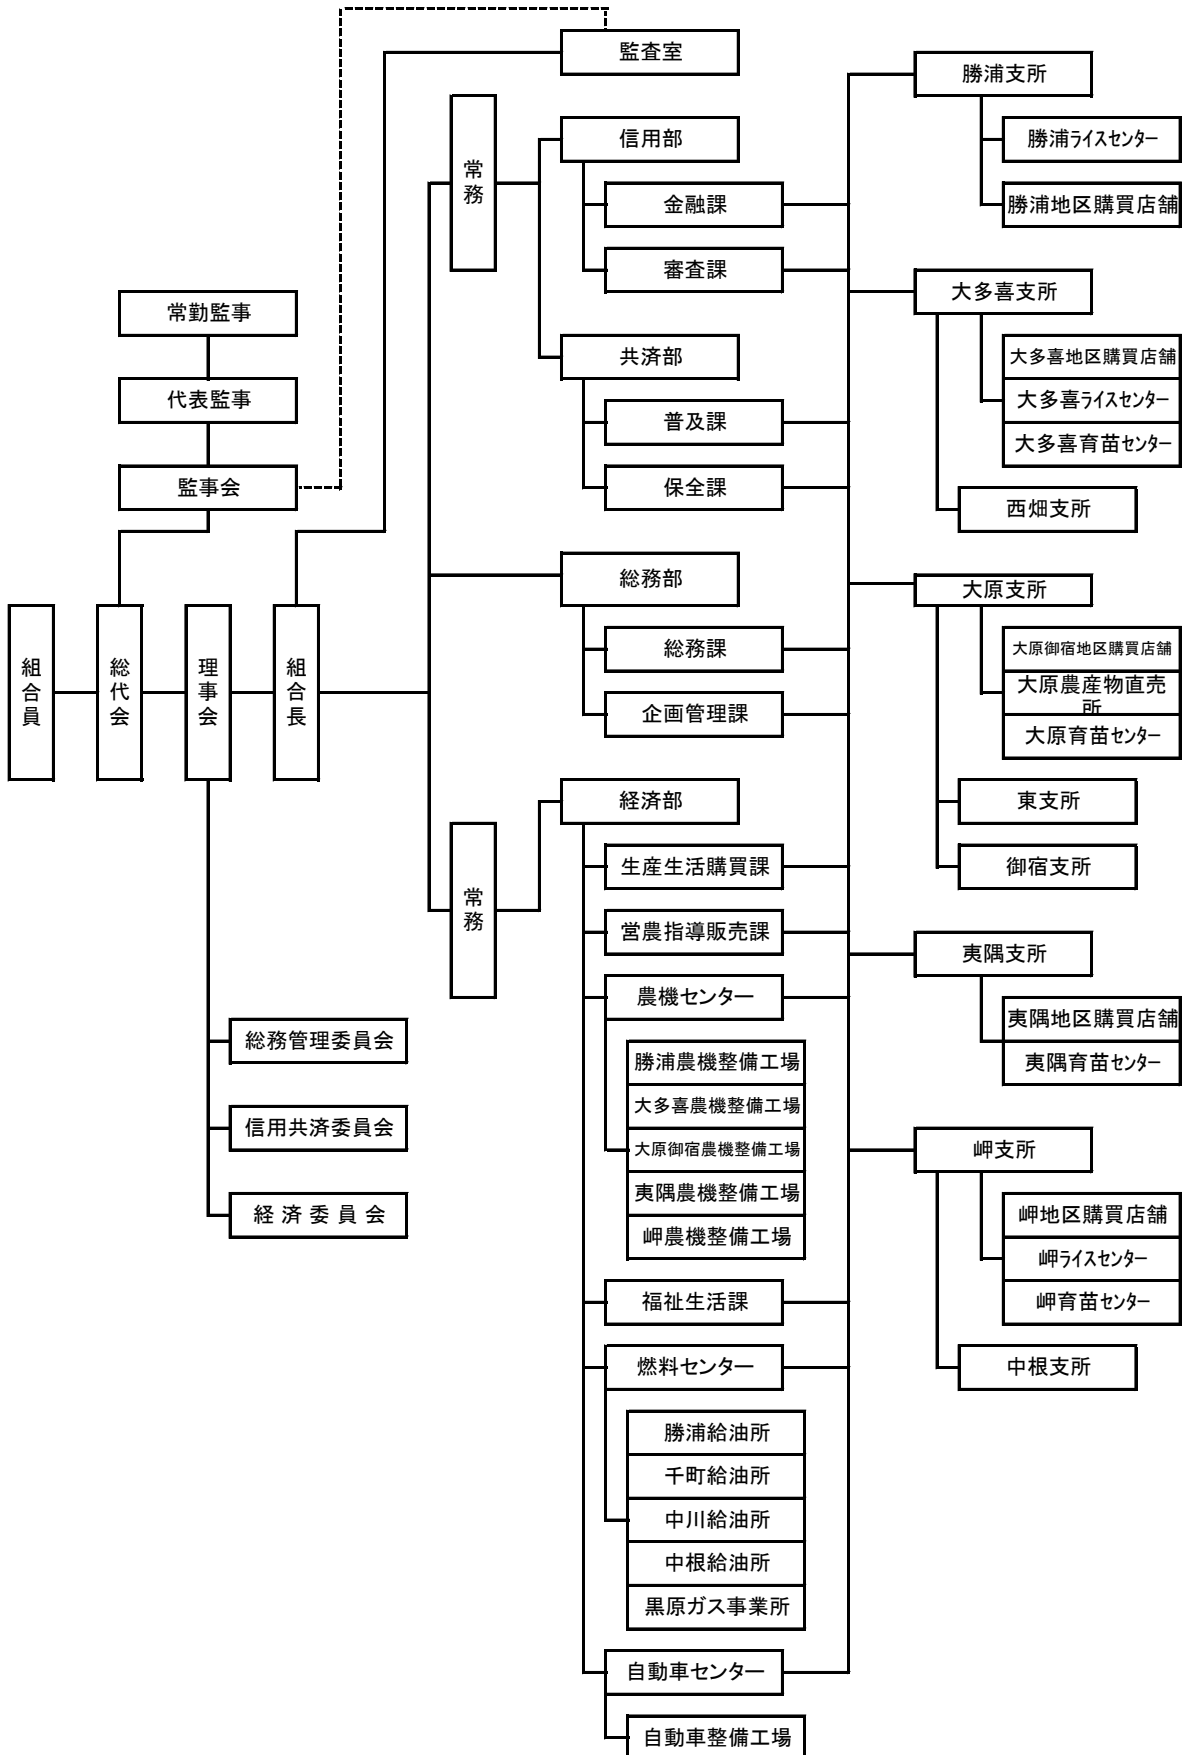 監査室
常務
信用部
金融課
審査課
共済部
普及課
保全課
常勤監事
代表監事
監事会
組合員
総代会
理事会
組合長
総務部
総務課
企画管理課
常務
経済部
生産生活購買課
営農指導販売課
農機センター
勝浦農機整備工場
大多喜農機整備工場
大原御宿農機整備工場
夷隅農機整備工場
岬農機整備工場
福祉生活課
燃料センター
勝浦給油所
千町給油所
中川給油所
中根給油所
黒原ガス事業所
自動車センター
自動車整備工場
総務管理委員会
信用共済委員会
経済委員会
勝浦支所
勝浦ライスセンター
勝浦地区購買店舗
大多喜支所
大多喜地区購買店舗
大多喜ライスセンター
大多喜育苗センター
西畑支所
大原支所
大原御宿地区購買店舗
大原農産物直売
所
大原育苗センター
東支所
御宿支所
夷隅支所
夷隅地区購買店舗
夷隅育苗センター
岬支所
岬地区購買店舗
岬ライスセンター
岬育苗センター
中根支所